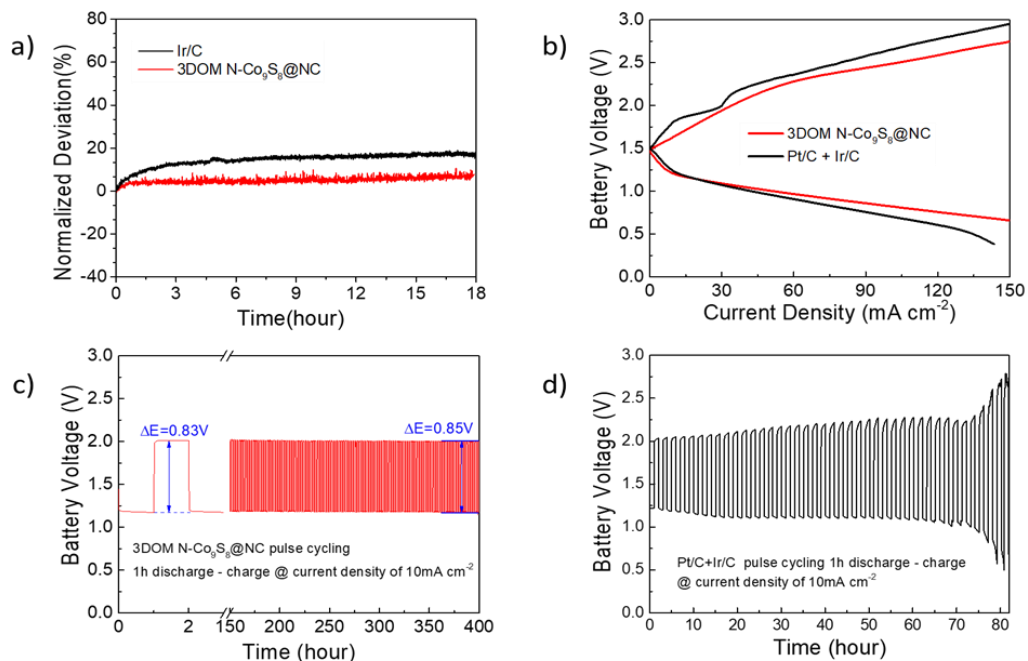 a)
80
60
40
20
0
-20
-40
Normalized Deviation(%)
Ir/C
3DOM N-Co₉S₈@NC
0 3 6 9 12 15 18
Time(hour)
b)
3.0
2.5
2.0
1.5
1.0
0.5
0.0
Bettery Voltage (V)
3DOM N-Co₉S₈@NC
Pt/C + Ir/C
0 30 60 90 120 150
Current Density (mA cm⁻²)
c)
3.0
2.5
2.0
1.5
1.0
0.5
0.0
Battery Voltage (V)
ΔE=0.83V
ΔE=0.85V
3DOM N-Co₉S₈@NC pulse cycling
1h discharge - charge @ current density of 10mA cm⁻²
0 2 150 200 250 300 350 400
Time (hour)
d)
3.0
2.5
2.0
1.5
1.0
0.5
0.0
Battery Voltage (V)
Pt/C+Ir/C pulse cycling 1h discharge - charge
@ current density of 10mA cm⁻²
0 10 20 30 40 50 60 70 80
Time (hour)